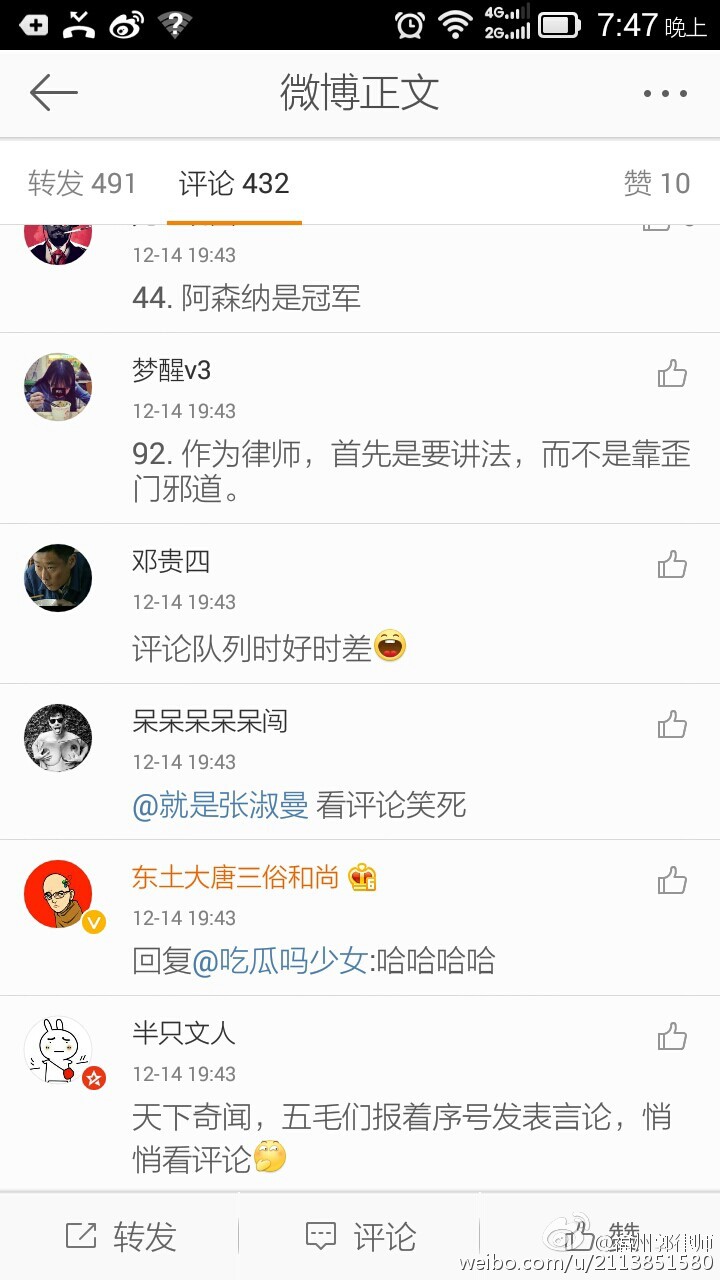 4G
2G
7:47 晚上
微博正文
转发 491
评论 432
赞 10
12-14 19:43
44. 阿森纳是冠军
梦醒v3
12-14 19:43
92. 作为律师，首先是要讲法，而不是靠歪
门邪道。
邓贵四
12-14 19:43
评论队列时好时差
呆呆呆呆呆闯
12-14 19:43
@就是张淑曼 看评论笑死
东土大唐三俗和尚
6
V
12-14 19:43
回复@吃瓜吗少女:哈哈哈哈
半只文人
12-14 19:43
天下奇闻，五毛们报着序号发表言论，悄
悄看评论
转发
评论
赞
weibo.com/u/2113851580